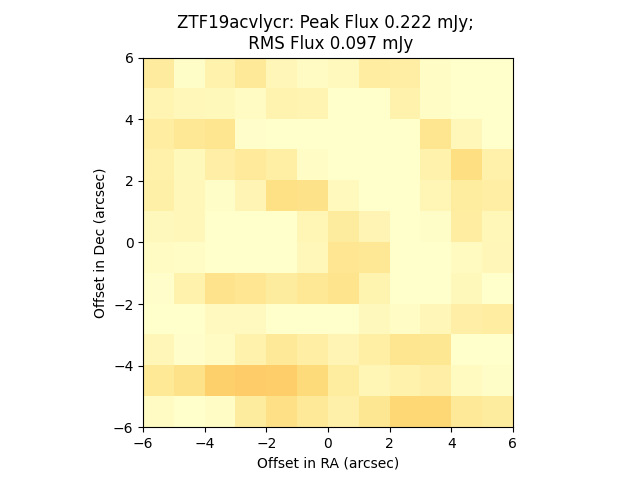 ZTF19acvlycr: Peak Flux 0.222 mJy;
RMS Flux 0.097 mJy
6
4
2
0
−2
−4
−6
Offset in Dec (arcsec)
−6 −4 −2 0 2 4 6
Offset in RA (arcsec)